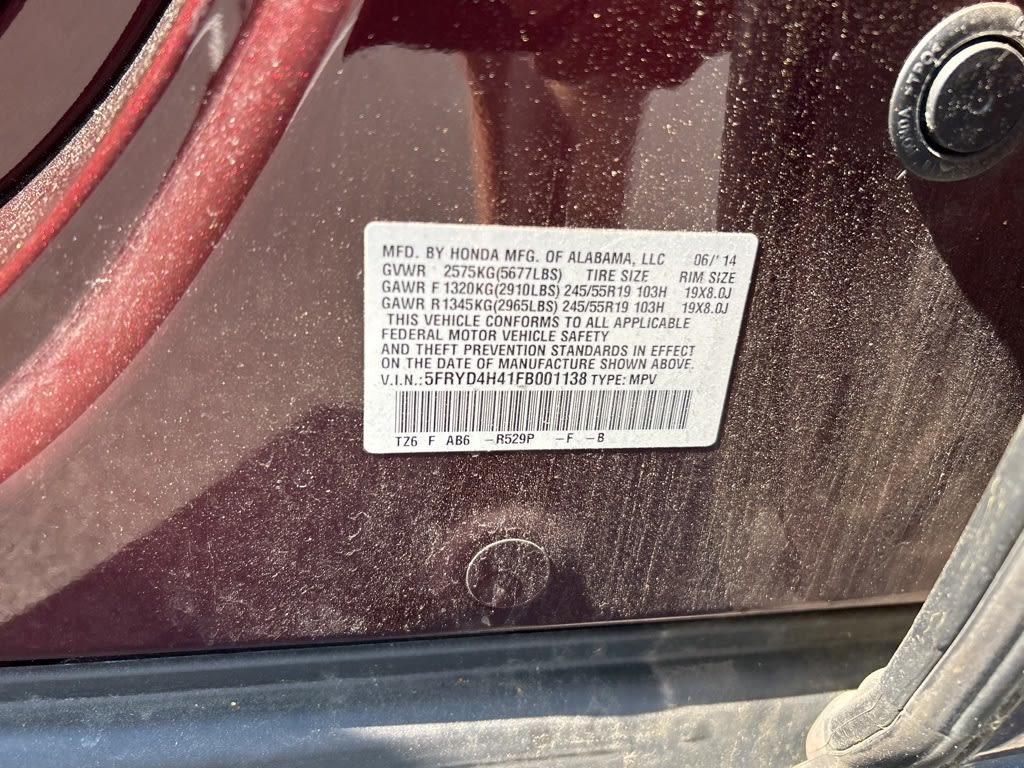 MFD. BY HONDA MFG. OF ALABAMA, LLC 06/'14
GVWR 2575KG(5677LBS) TIRE SIZE RIM SIZE
GAWR F 1320KG(2910LBS) 245/55R19 103H 19X8.0J
GAWR R1345KG(2965LBS) 245/55R19 103H 19X8.0J
THIS VEHICLE CONFORMS TO ALL APPLICABLE
FEDERAL MOTOR VEHICLE SAFETY
AND THEFT PREVENTION STANDARDS IN EFFECT
ON THE DATE OF MANUFACTURE SHOWN ABOVE.
V.I.N.: 5FRYD4H41FB001138 TYPE: MPV
TZ6 F AB6 -R529P -F -B
HONDA